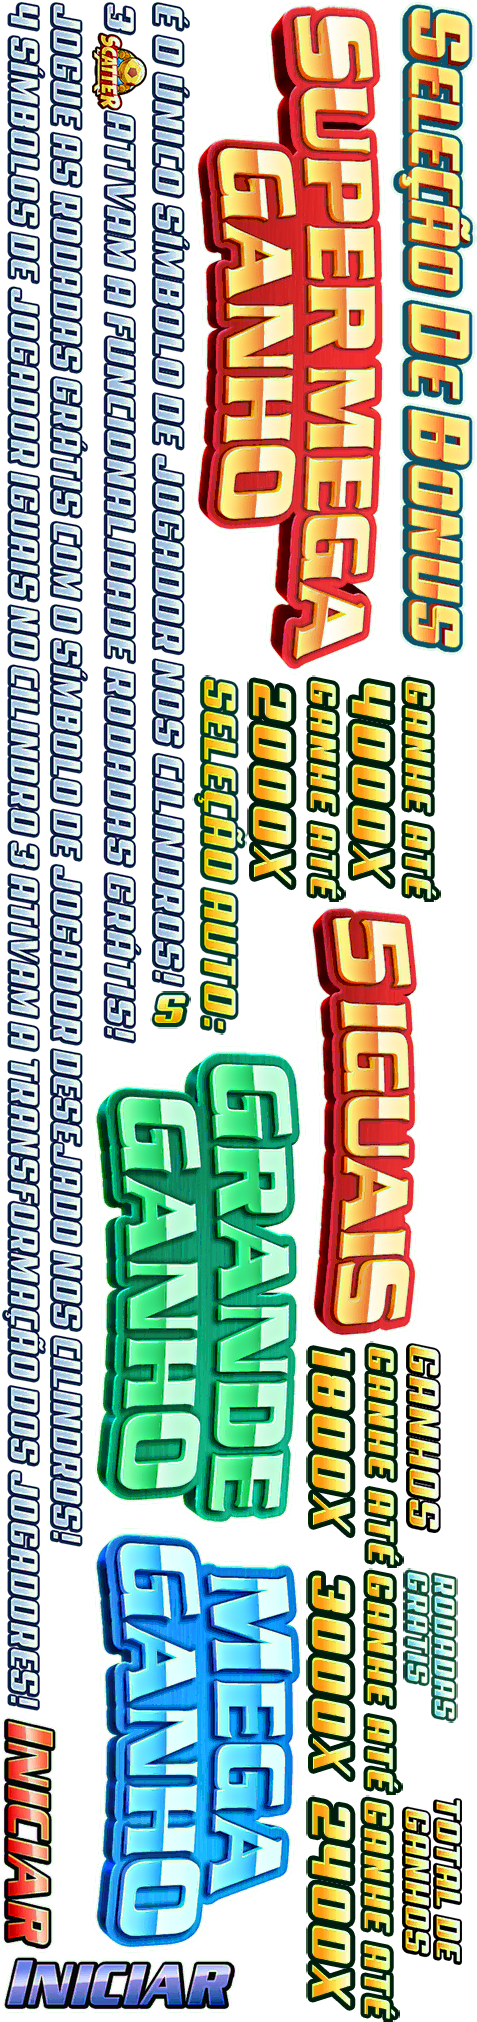 SELEÇÃO DE BONUS
SUPER MEGA
GANHO
GANHE ATÉ
4000X
GANHE ATÉ
2000X
SELEÇÃO AUTO:
S
É O ÚNICO SÍMBOLO DE JOGADOR NOS CILINDROS!
3 SCATTER ATIVAM A FUNCIONALIDADE RODADAS GRÁTIS!
JOGUE AS RODADAS GRÁTIS COM O SÍMBOLO DE JOGADOR DESEJADO NOS CILINDROS!
4 SÍMBOLOS DE JOGADOR IGUAIS NO CILINDRO 3 ATIVAM A TRANSFORMAÇÃO DOS JOGADORES!
5 IGUAIS
GRANDE
GANHO
GANHOS
GANHE ATÉ
1800X
RODADAS
GRÁTIS
GANHE ATÉ
3000X
MEGA
GANHO
TOTAL DE
GANHOS
GANHE ATÉ
2400X
INICIAR
INICIAR